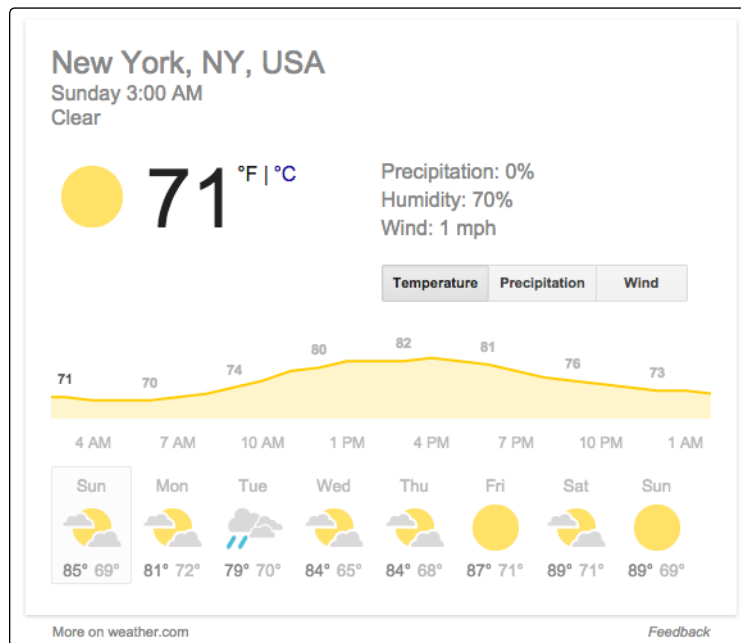 New York, NY, USA
Sunday 3:00 AM
Clear
71 °F | °C
Precipitation: 0%
Humidity: 70%
Wind: 1 mph
Temperature Precipitation Wind
71 70 74 80 82 81 76 73
4 AM 7 AM 10 AM 1 PM 4 PM 7 PM 10 PM 1 AM
Sun Mon Tue Wed Thu Fri Sat Sun
85° 69° 81° 72° 79° 70° 84° 65° 84° 68° 87° 71° 89° 71° 89° 69°
More on weather.com Feedback